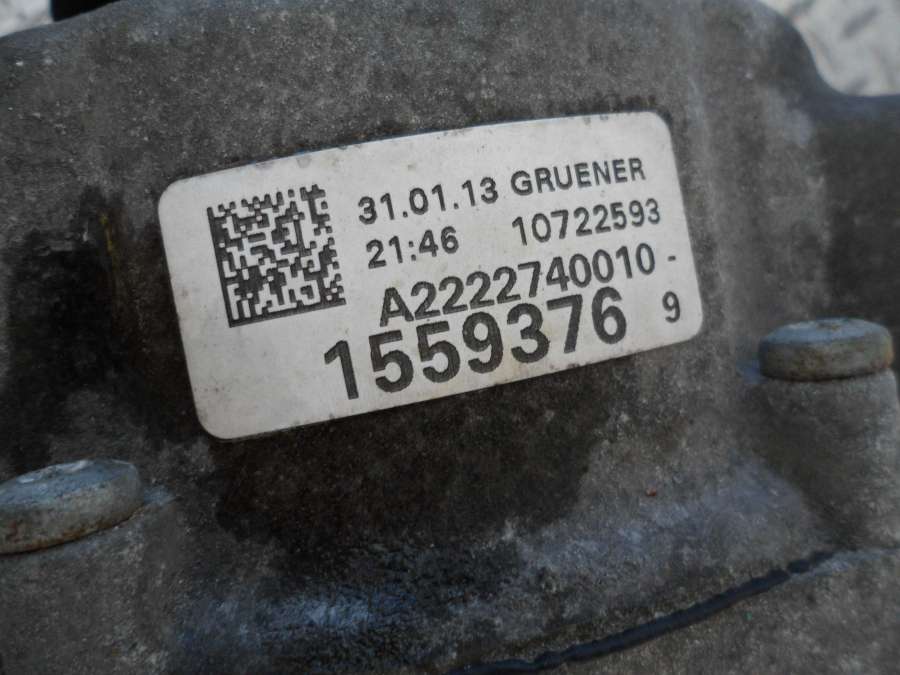 31.01.13 GRUENER
21:46 10722593
A2222740010-
1559376 9